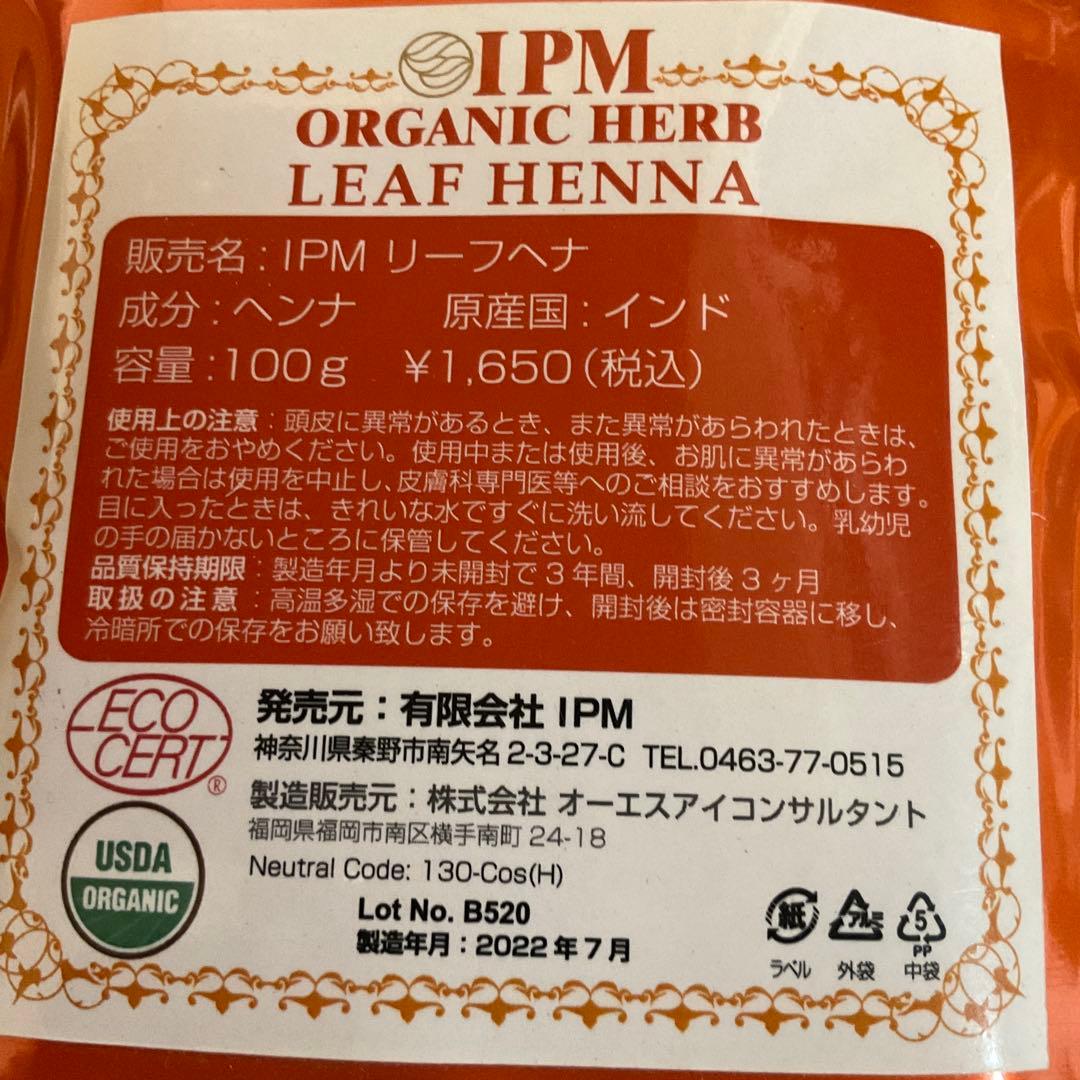 IPM
ORGANIC HERB
LEAF HENNA
販売名：IPM リーフヘナ
成分：ヘンナ　原産国：インド
容量：100g　¥1,650（税込）
使用上の注意：頭皮に異常があるとき、また異常があらわれたときは、
ご使用をおやめください。使用中または使用後、お肌に異常があらわ
れた場合は使用を中止し、皮膚科専門医等へのご相談をおすすめします。
目に入ったときは、きれいな水ですぐに洗い流してください。乳幼児
の手の届かないところに保管してください。
品質保持期限：製造年月より未開封で3年間、開封後3ヶ月
取扱の注意：高温多湿での保存を避け、開封後は密封容器に移し、
冷暗所での保存をお願い致します。
ECO
CERT®
発売元：有限会社 IPM
神奈川県秦野市南矢名2-3-27-C TEL.0463-77-0515
製造販売元：株式会社 オーエスアイコンサルタント
福岡県福岡市南区横手南町 24-18
Neutral Code: 130-Cos(H)
USDA
ORGANIC
Lot No. B520
製造年月：2022年7月
紙 アルミ 5
PP
ラベル 外袋 中袋